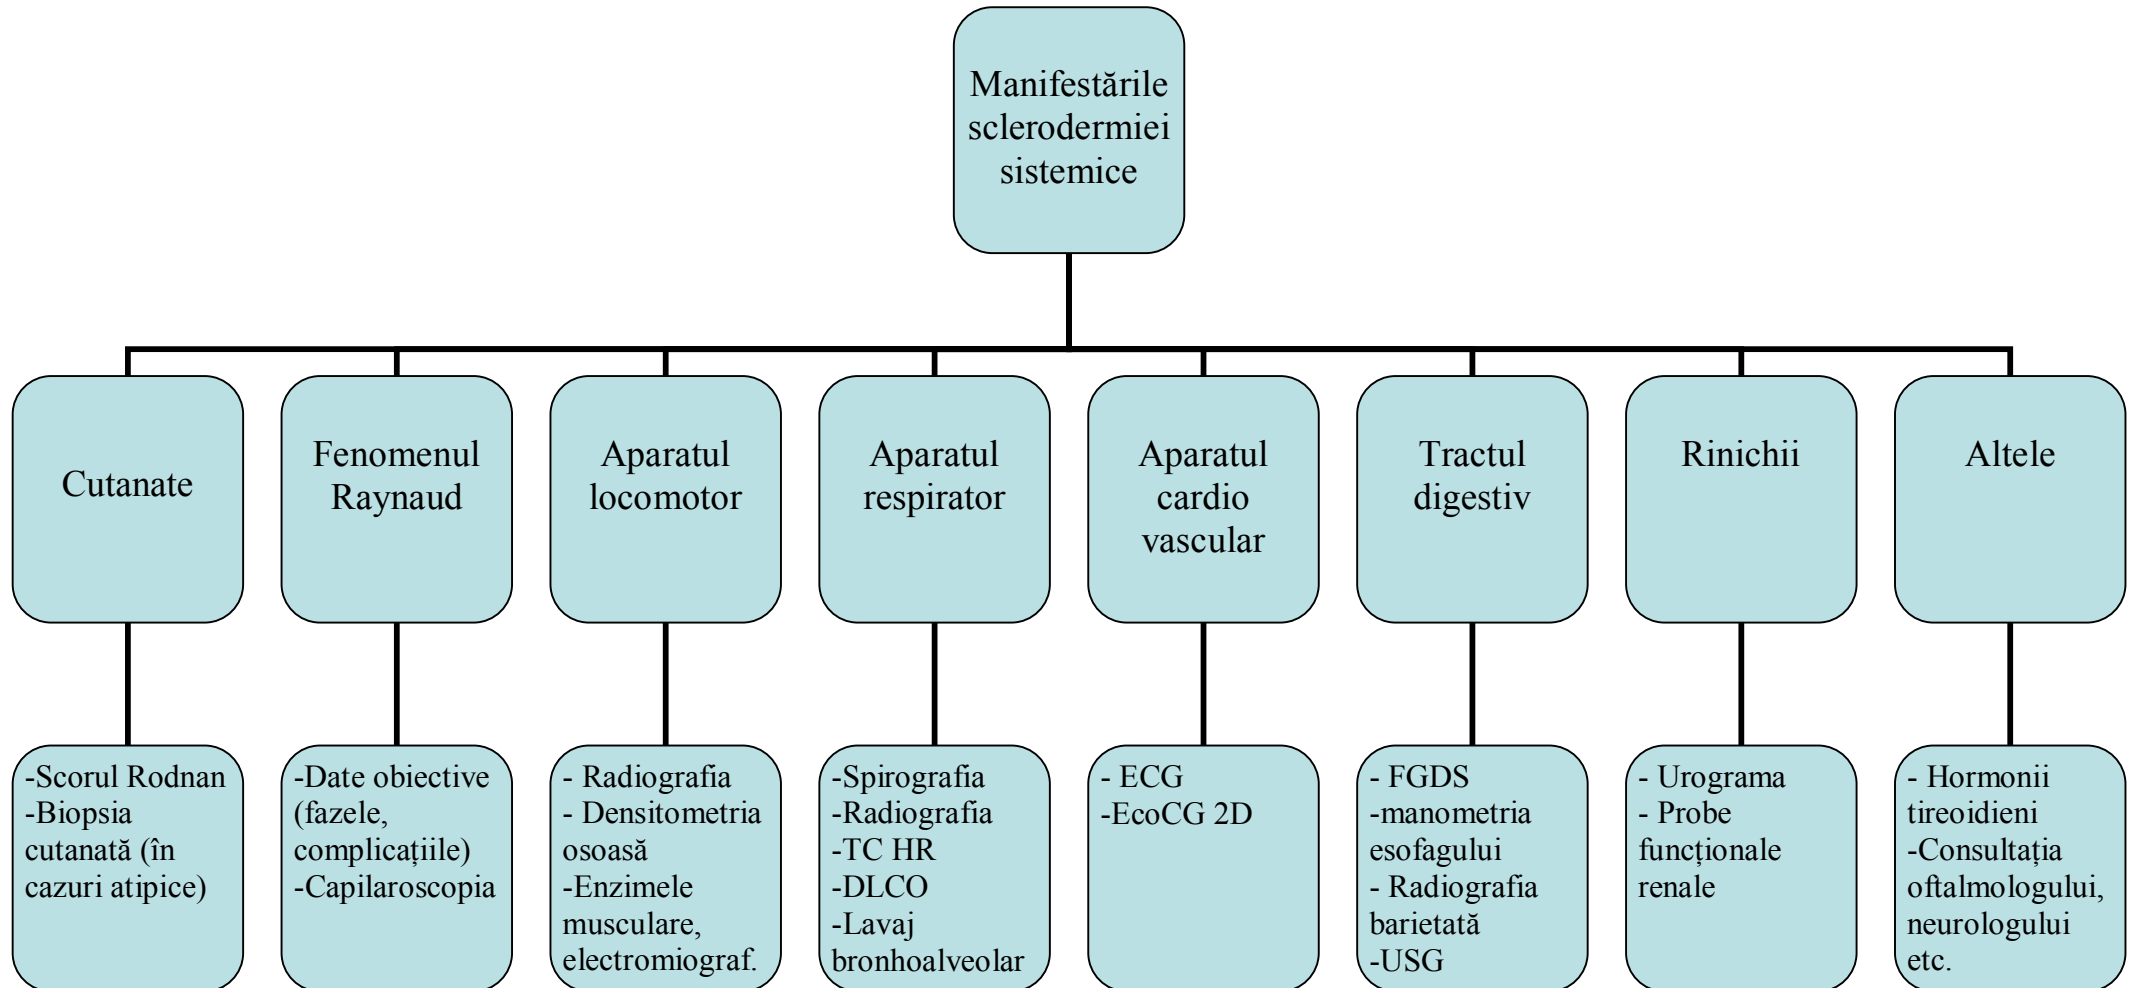 Manifestările
sclerodermiei
sistemice
Cutanate
Fenomenul
Raynaud
Aparatul
locomotor
Aparatul
respirator
Aparatul
cardio
vascular
Tractul
digestiv
Rinichii
Altele
-Scorul Rodnan
-Biopsia
cutanată (în
cazuri atipice)
-Date obiective
(fazele,
complicațiile)
-Capilaroscopia
- Radiografia
- Densitometria
osoasă
-Enzimele
musculare,
electromiograf.
-Spirografia
-Radiografia
-TC HR
-DLCO
-Lavaj
bronhoalveolar
- ECG
-EcoCG 2D
- FGDS
-manometria
esofagului
- Radiografia
barietată
-USG
- Urograma
- Probe
funcționale
renale
- Hormonii
tireoidieni
-Consultația
oftalmologului,
neurologului
etc.